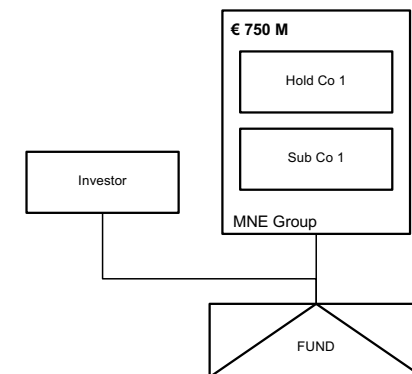 € 750 M
Hold Co 1
Sub Co 1
Investor
MNE Group
FUND